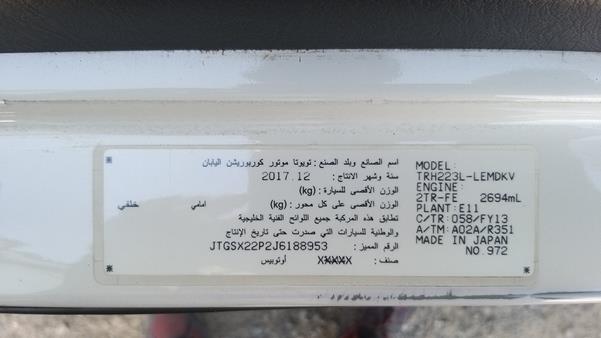 اسم الصانع وبلد الصنع : تويوتا موتور كوربوريشن اليابان
سنة وشهر الانتاج : 2017.12
الوزن الأقصى للسيارة : (kg)
الوزن الأقصى على كل محور : (kg) امامي خلفي
تطابق هذه المركبة جميع اللوائح الفنية الخليجية
والوطنية للسيارات التي صدرت حتى تاريخ الإنتاج
الرقم المميز : JTGSX22P2J6188953
صنف : XXXXX أوتوبيس
MODEL:
TRH223L-LEMDKV
ENGINE:
2TR-FE 2694mL
PLANT: E11
C/TR: 058/FY13
A/TM: A02A/R351
MADE IN JAPAN
NO. 972